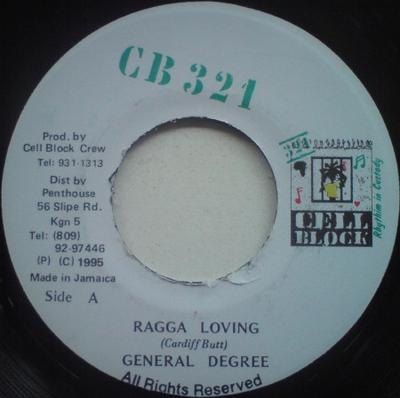 CB 321
Prod. by
Cell Block Crew
Tel: 931-1313
Dist by
Penthouse
56 Slipe Rd.
Kgn 5
Tel: (809)
92-97446
(P) (C) 1995
Made in Jamaica
Side A
321
CELL
BLOCK
Rhythm in Custody
RAGGA LOVING
(Cardiff Butt)
GENERAL DEGREE
All Rights Reserved